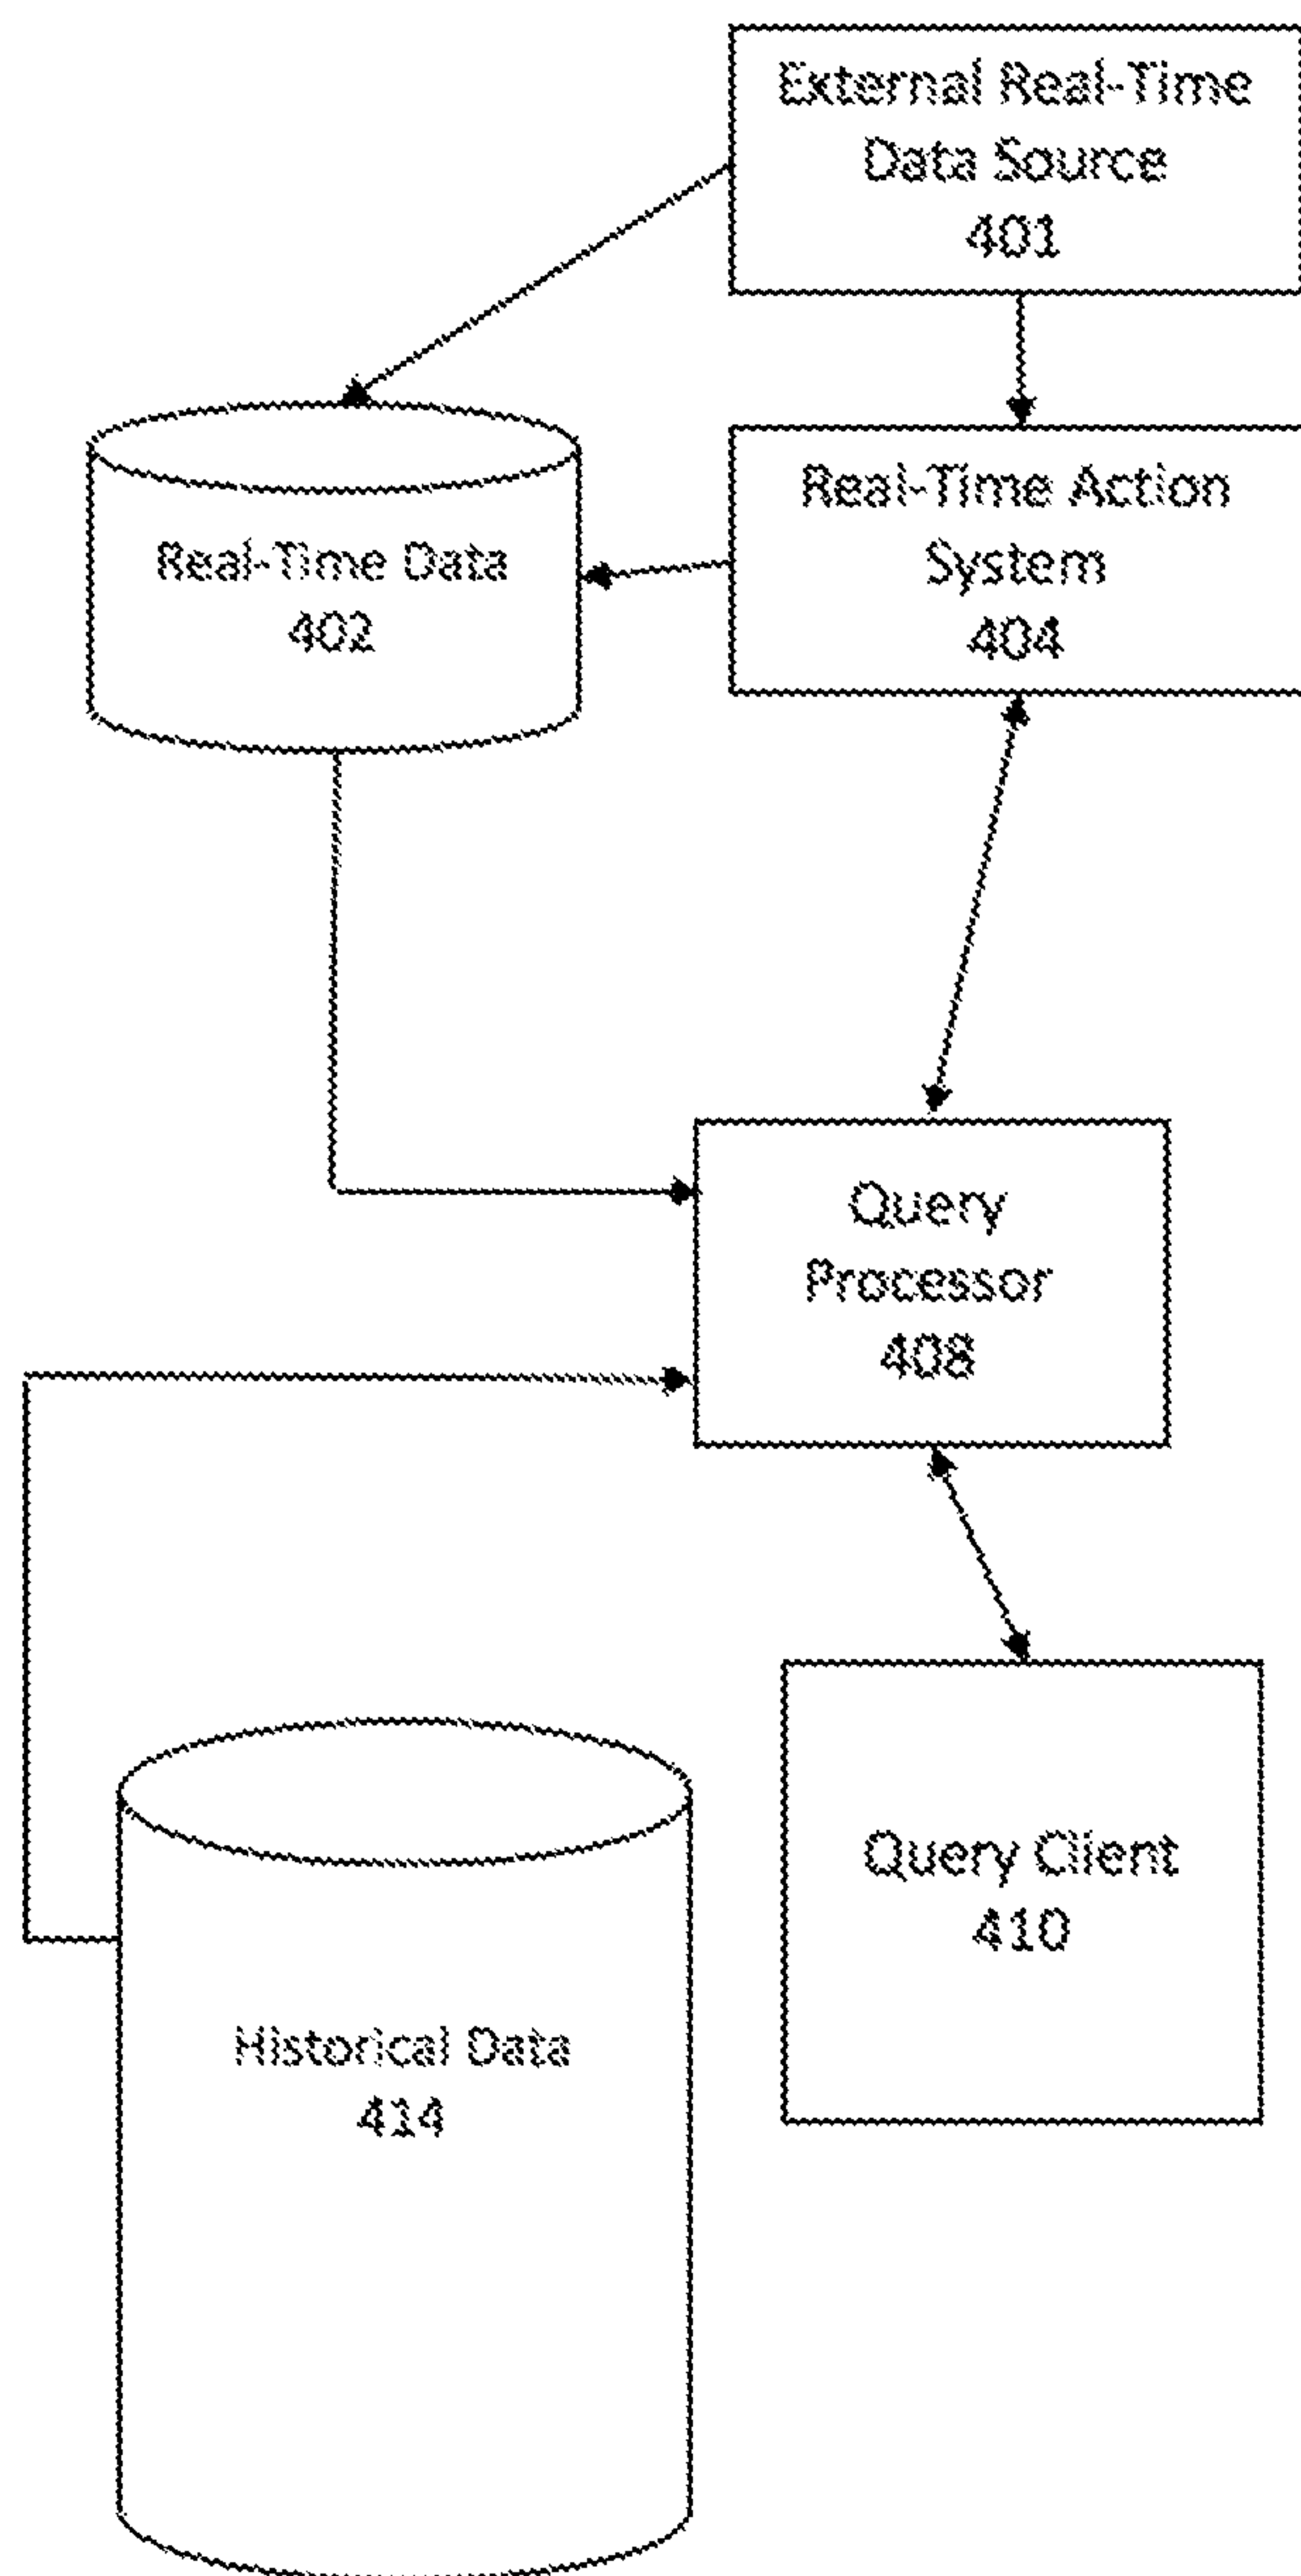 External Real-Time
Data Source
401
Real-Time Action
System
404
Real-Time Data
402
Query
Processor
408
Query Client
410
Historical Data
414